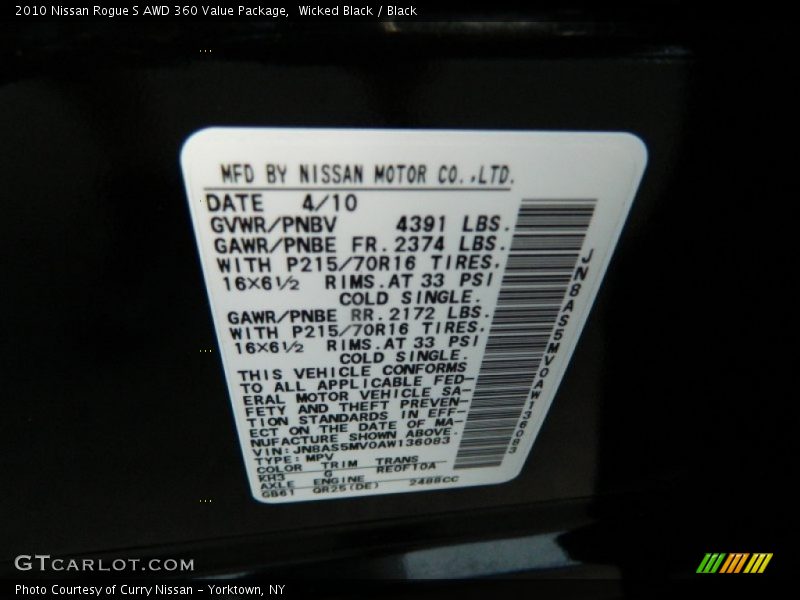 2010 Nissan Rogue S AWD 360 Value Package,  Wicked Black / Black
MFD BY NISSAN MOTOR CO.,LTD.
DATE 4/10
GVWR/PNBV 4391 LBS.
GAWR/PNBE FR. 2374 LBS.
WITH P215/70R16 TIRES.
16×6½ RIMS. AT 33 PSI
COLD SINGLE.
GAWR/PNBE RR. 2172 LBS.
WITH P215/70R16 TIRES.
16×6½ RIMS. AT 33 PSI
COLD SINGLE.
THIS VEHICLE CONFORMS
TO ALL APPLICABLE FED-
ERAL MOTOR VEHICLE SA-
FETY AND THEFT PREVEN-
TION STANDARDS IN EFF-
ECT ON THE DATE OF MA-
NUFACTURE SHOWN ABOVE.
VIN:JN8AS5MV0AW136083
TYPE: MPV
COLOR TRIM TRANS
KH3 G RE0F10A
AXLE ENGINE
GB61 QR25(DE) 2488CC
JN8AS5MV0AW136083
GTCARLOT.COM
Photo Courtesy of Curry Nissan – Yorktown, NY